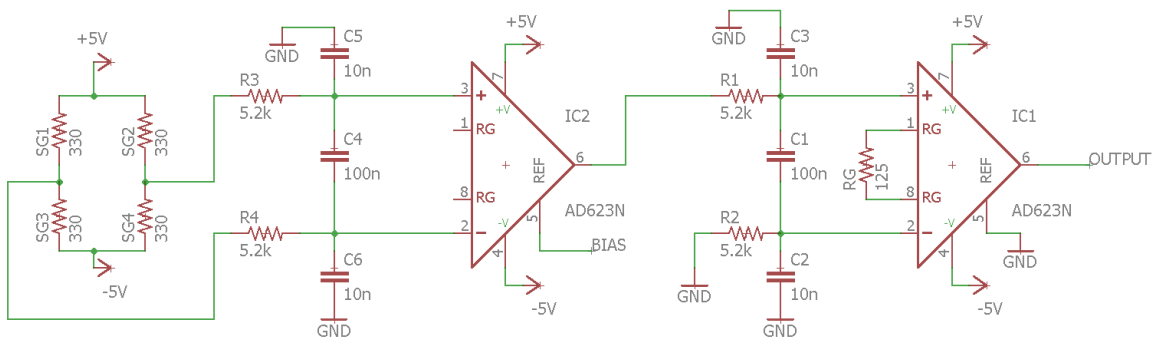 +5V
SG1
330
SG2
330
SG3
330
SG4
330
-5V
R3
5.2k
R4
5.2k
GND
C5
10n
C4
100n
C6
10n
GND
+5V
7
+V
3
+
1
RG
8
RG
2
-
-V
4
-5V
+
REF
5
6
IC2
AD623N
BIAS
GND
C3
10n
R1
5.2k
C1
100n
R2
5.2k
GND
C2
10n
GND
+5V
7
+V
3
+
1
RG
RG
125
8
RG
2
-
-V
4
-5V
+
REF
5
6
IC1
AD623N
GND
OUTPUT